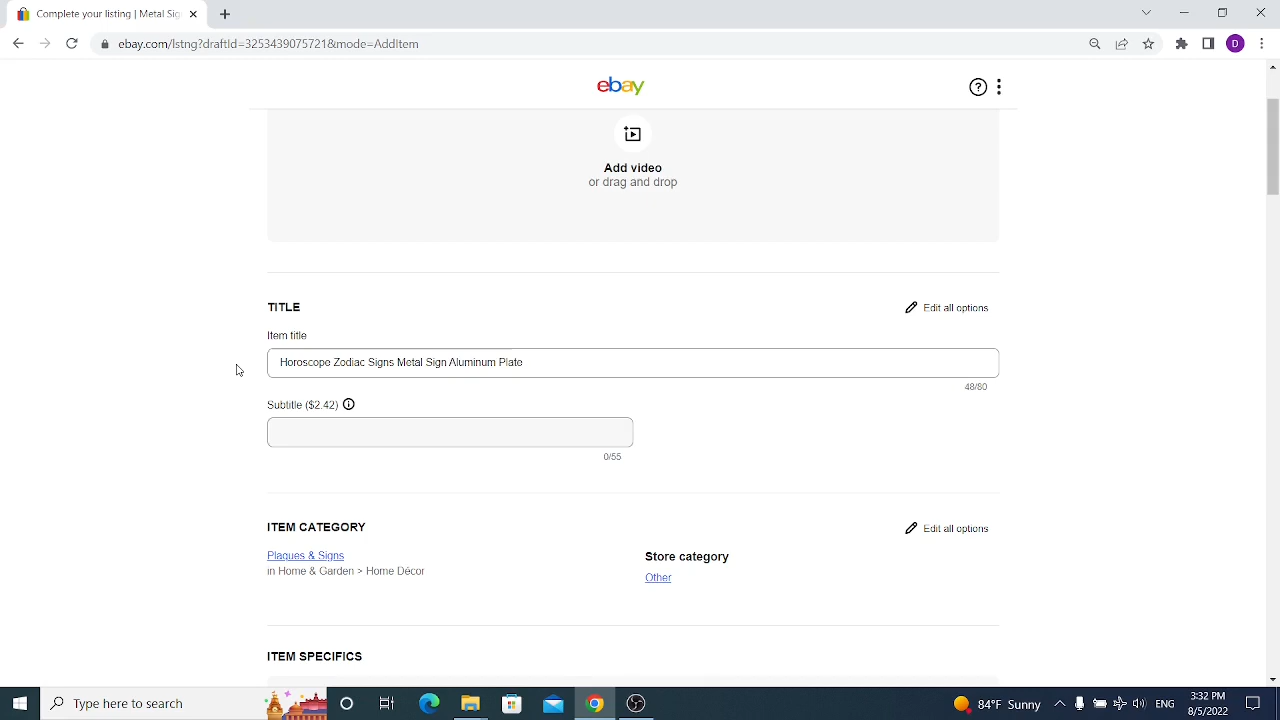 Complete your listing | Metal Sig
ebay.com/lstng?draftId=3253439075721&mode=AddItem
D
ebay
Add video
or drag and drop
TITLE
Edit all options
Item title
Horoscope Zodiac Signs Metal Sign Aluminum Plate
48/80
Subtitle ($2.42)
0/55
ITEM CATEGORY
Edit all options
Plaques & Signs
in Home & Garden > Home Décor
Store category
Other
ITEM SPECIFICS
Type here to search
84°F Sunny
ENG
3:32 PM
8/5/2022